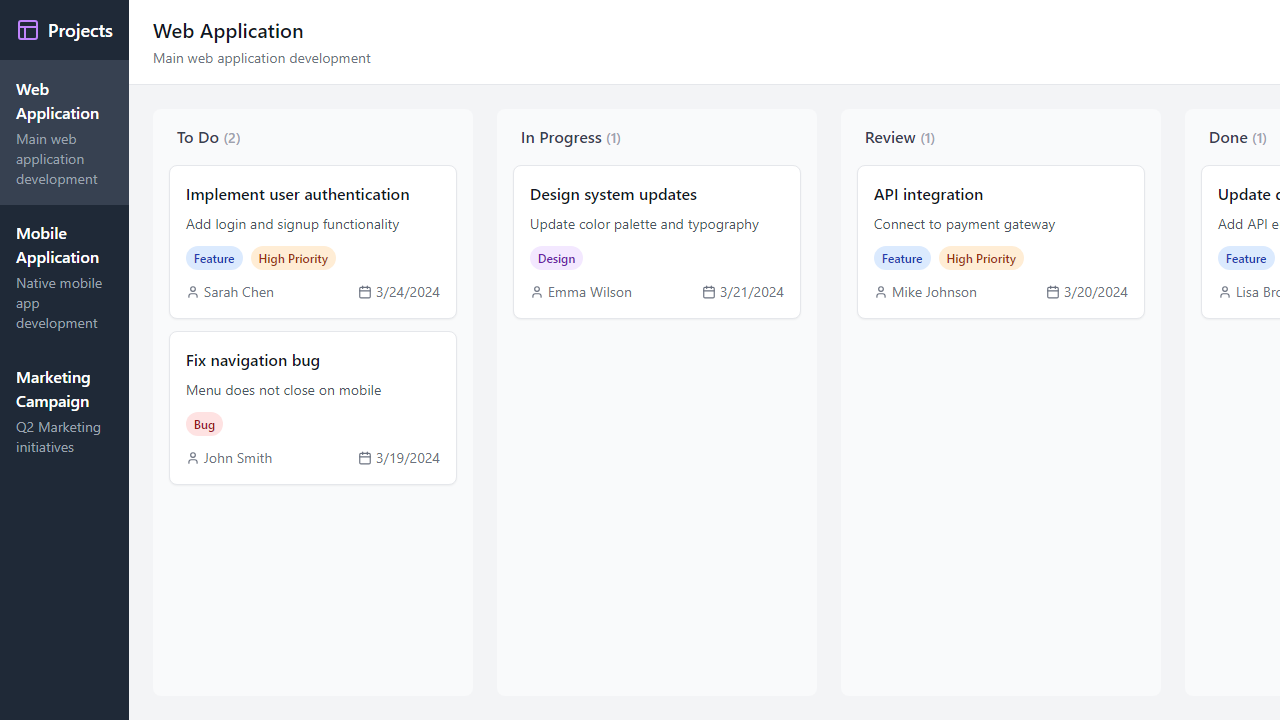 Projects
Web
Application
Main web
application
development
Mobile
Application
Native mobile
app
development
Marketing
Campaign
Q2 Marketing
initiatives
Web Application
Main web application development
To Do (2)
Implement user authentication
Add login and signup functionality
Feature High Priority
Sarah Chen 3/24/2024
Fix navigation bug
Menu does not close on mobile
Bug
John Smith 3/19/2024
In Progress (1)
Design system updates
Update color palette and typography
Design
Emma Wilson 3/21/2024
Review (1)
API integration
Connect to payment gateway
Feature High Priority
Mike Johnson 3/20/2024
Done (1)
Update
Add API
Feature
Lisa